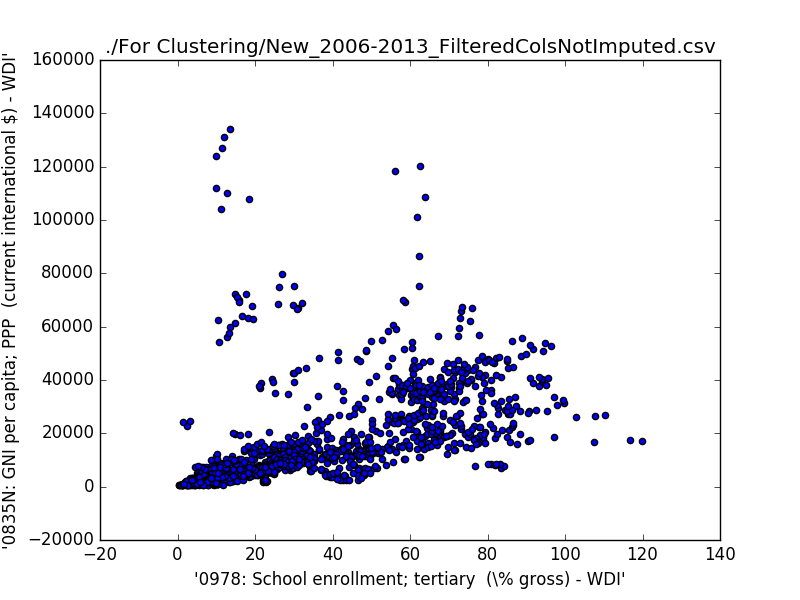 ./For Clustering/New_2006-2013_FilteredColsNotImputed.csv
160000
140000
120000
100000
80000
60000
40000
20000
0
−20000
'0835N: GNI per capita; PPP  (current international $) - WDI'
−20 0 20 40 60 80 100 120 140
'0978: School enrollment; tertiary  (\% gross) - WDI'